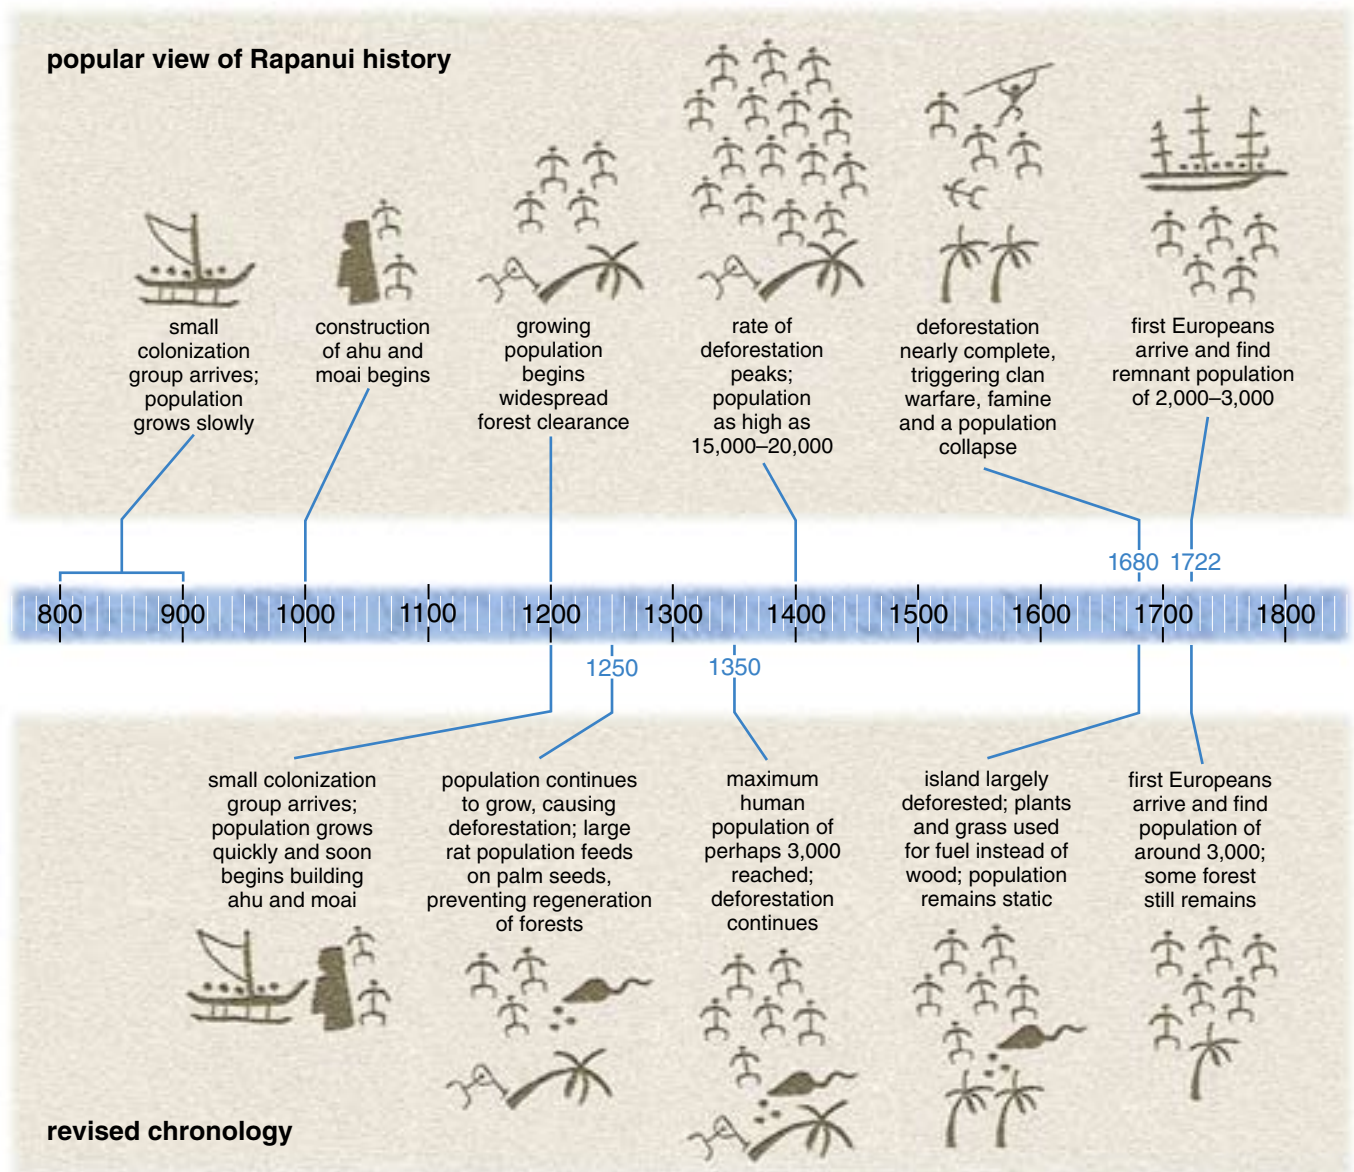 popular view of Rapanui history
small
colonization
group arrives;
population
grows slowly
construction
of ahu and
moai begins
growing
population
begins
widespread
forest clearance
rate of
deforestation
peaks;
population
as high as
15,000–20,000
deforestation
nearly complete,
triggering clan
warfare, famine
and a population
collapse
first Europeans
arrive and find
remnant population
of 2,000–3,000
1680 1722
800 900 1000 1100 1200 1300 1400 1500 1600 1700 1800
1250 1350
small colonization
group arrives;
population grows
quickly and soon
begins building
ahu and moai
population continues
to grow, causing
deforestation; large
rat population feeds
on palm seeds,
preventing regeneration
of forests
maximum
human
population of
perhaps 3,000
reached;
deforestation
continues
island largely
deforested; plants
and grass used
for fuel instead of
wood; population
remains static
first Europeans
arrive and find
population of
around 3,000;
some forest
still remains
revised chronology